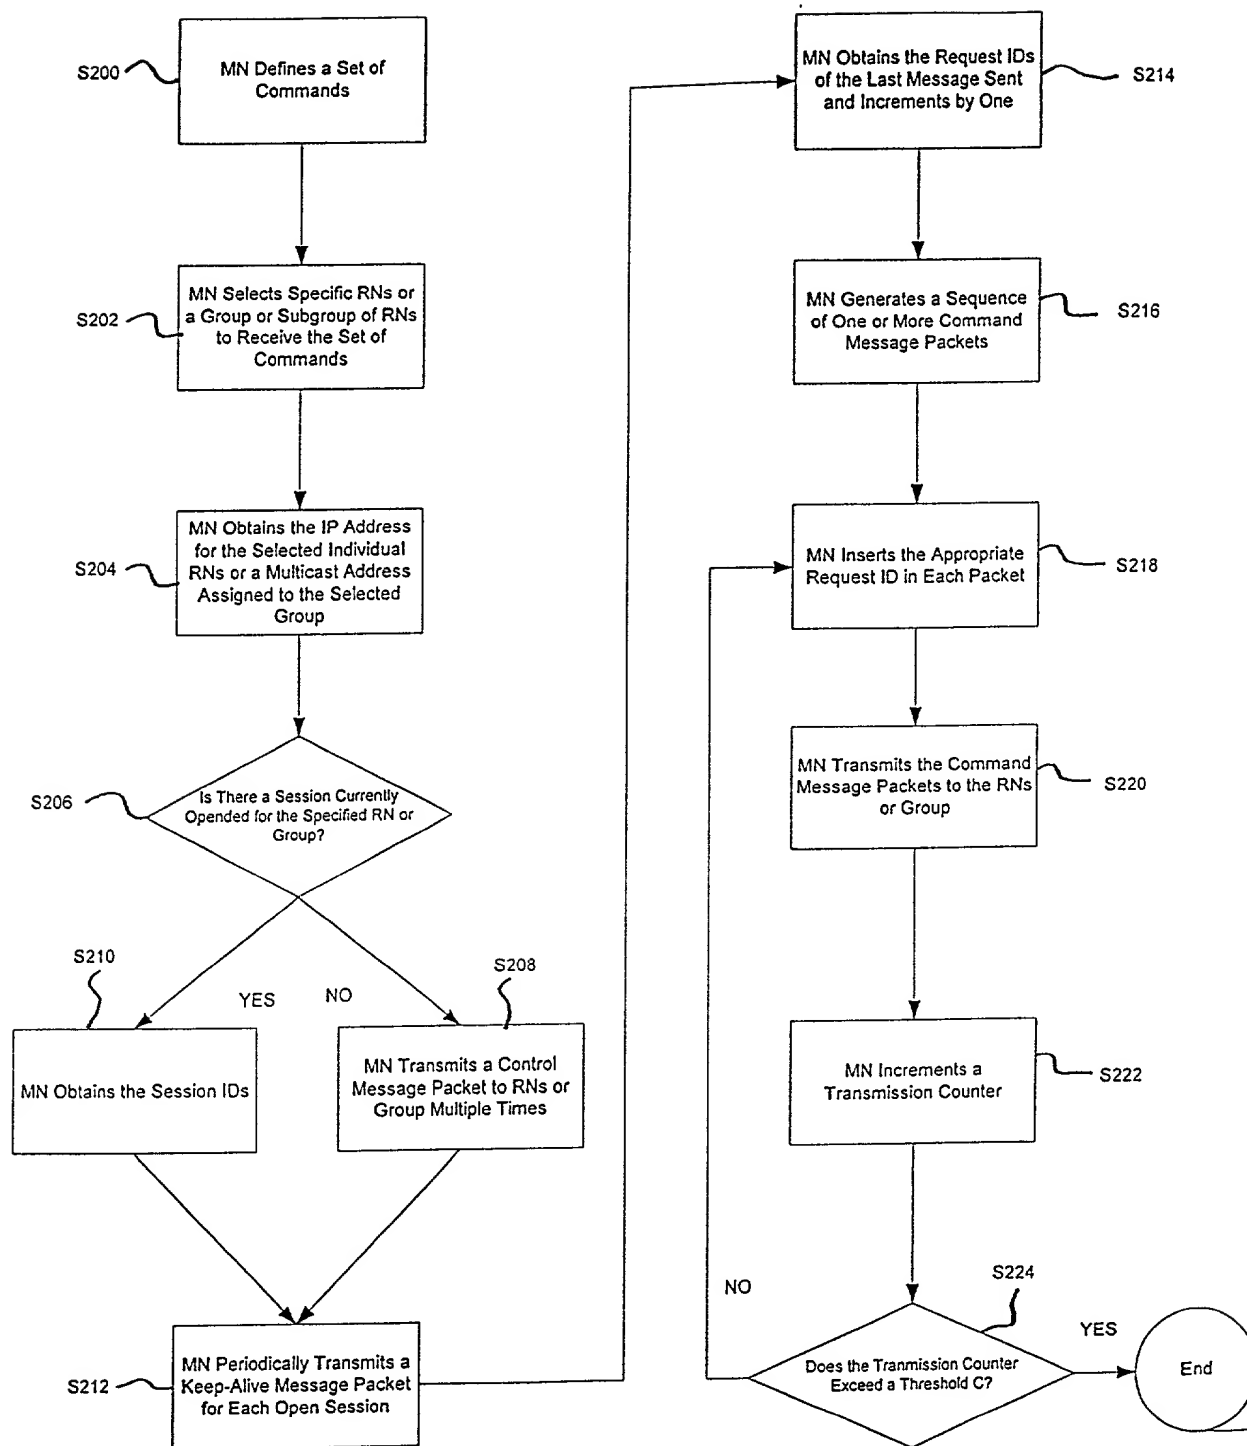 S200
MN Defines a Set of
Commands
S202
MN Selects Specific RNs or
a Group or Subgroup of RNs
to Receive the Set of
Commands
S204
MN Obtains the IP Address
for the Selected Individual
RNs or a Multicast Address
Assigned to the Selected
Group
S206
Is There a Session Currently
Opended for the Specified RN or
Group?
S210
YES
NO
S208
MN Obtains the Session IDs
MN Transmits a Control
Message Packet to RNs or
Group Multiple Times
S212
MN Periodically Transmits a
Keep-Alive Message Packet
for Each Open Session
MN Obtains the Request IDs
of the Last Message Sent
and Increments by One
S214
MN Generates a Sequence
of One or More Command
Message Packets
S216
MN Inserts the Appropriate
Request ID in Each Packet
S218
MN Transmits the Command
Message Packets to the RNs
or Group
S220
MN Increments a
Transmission Counter
S222
S224
NO
Does the Tranmission Counter
Exceed a Threshold C?
YES
End